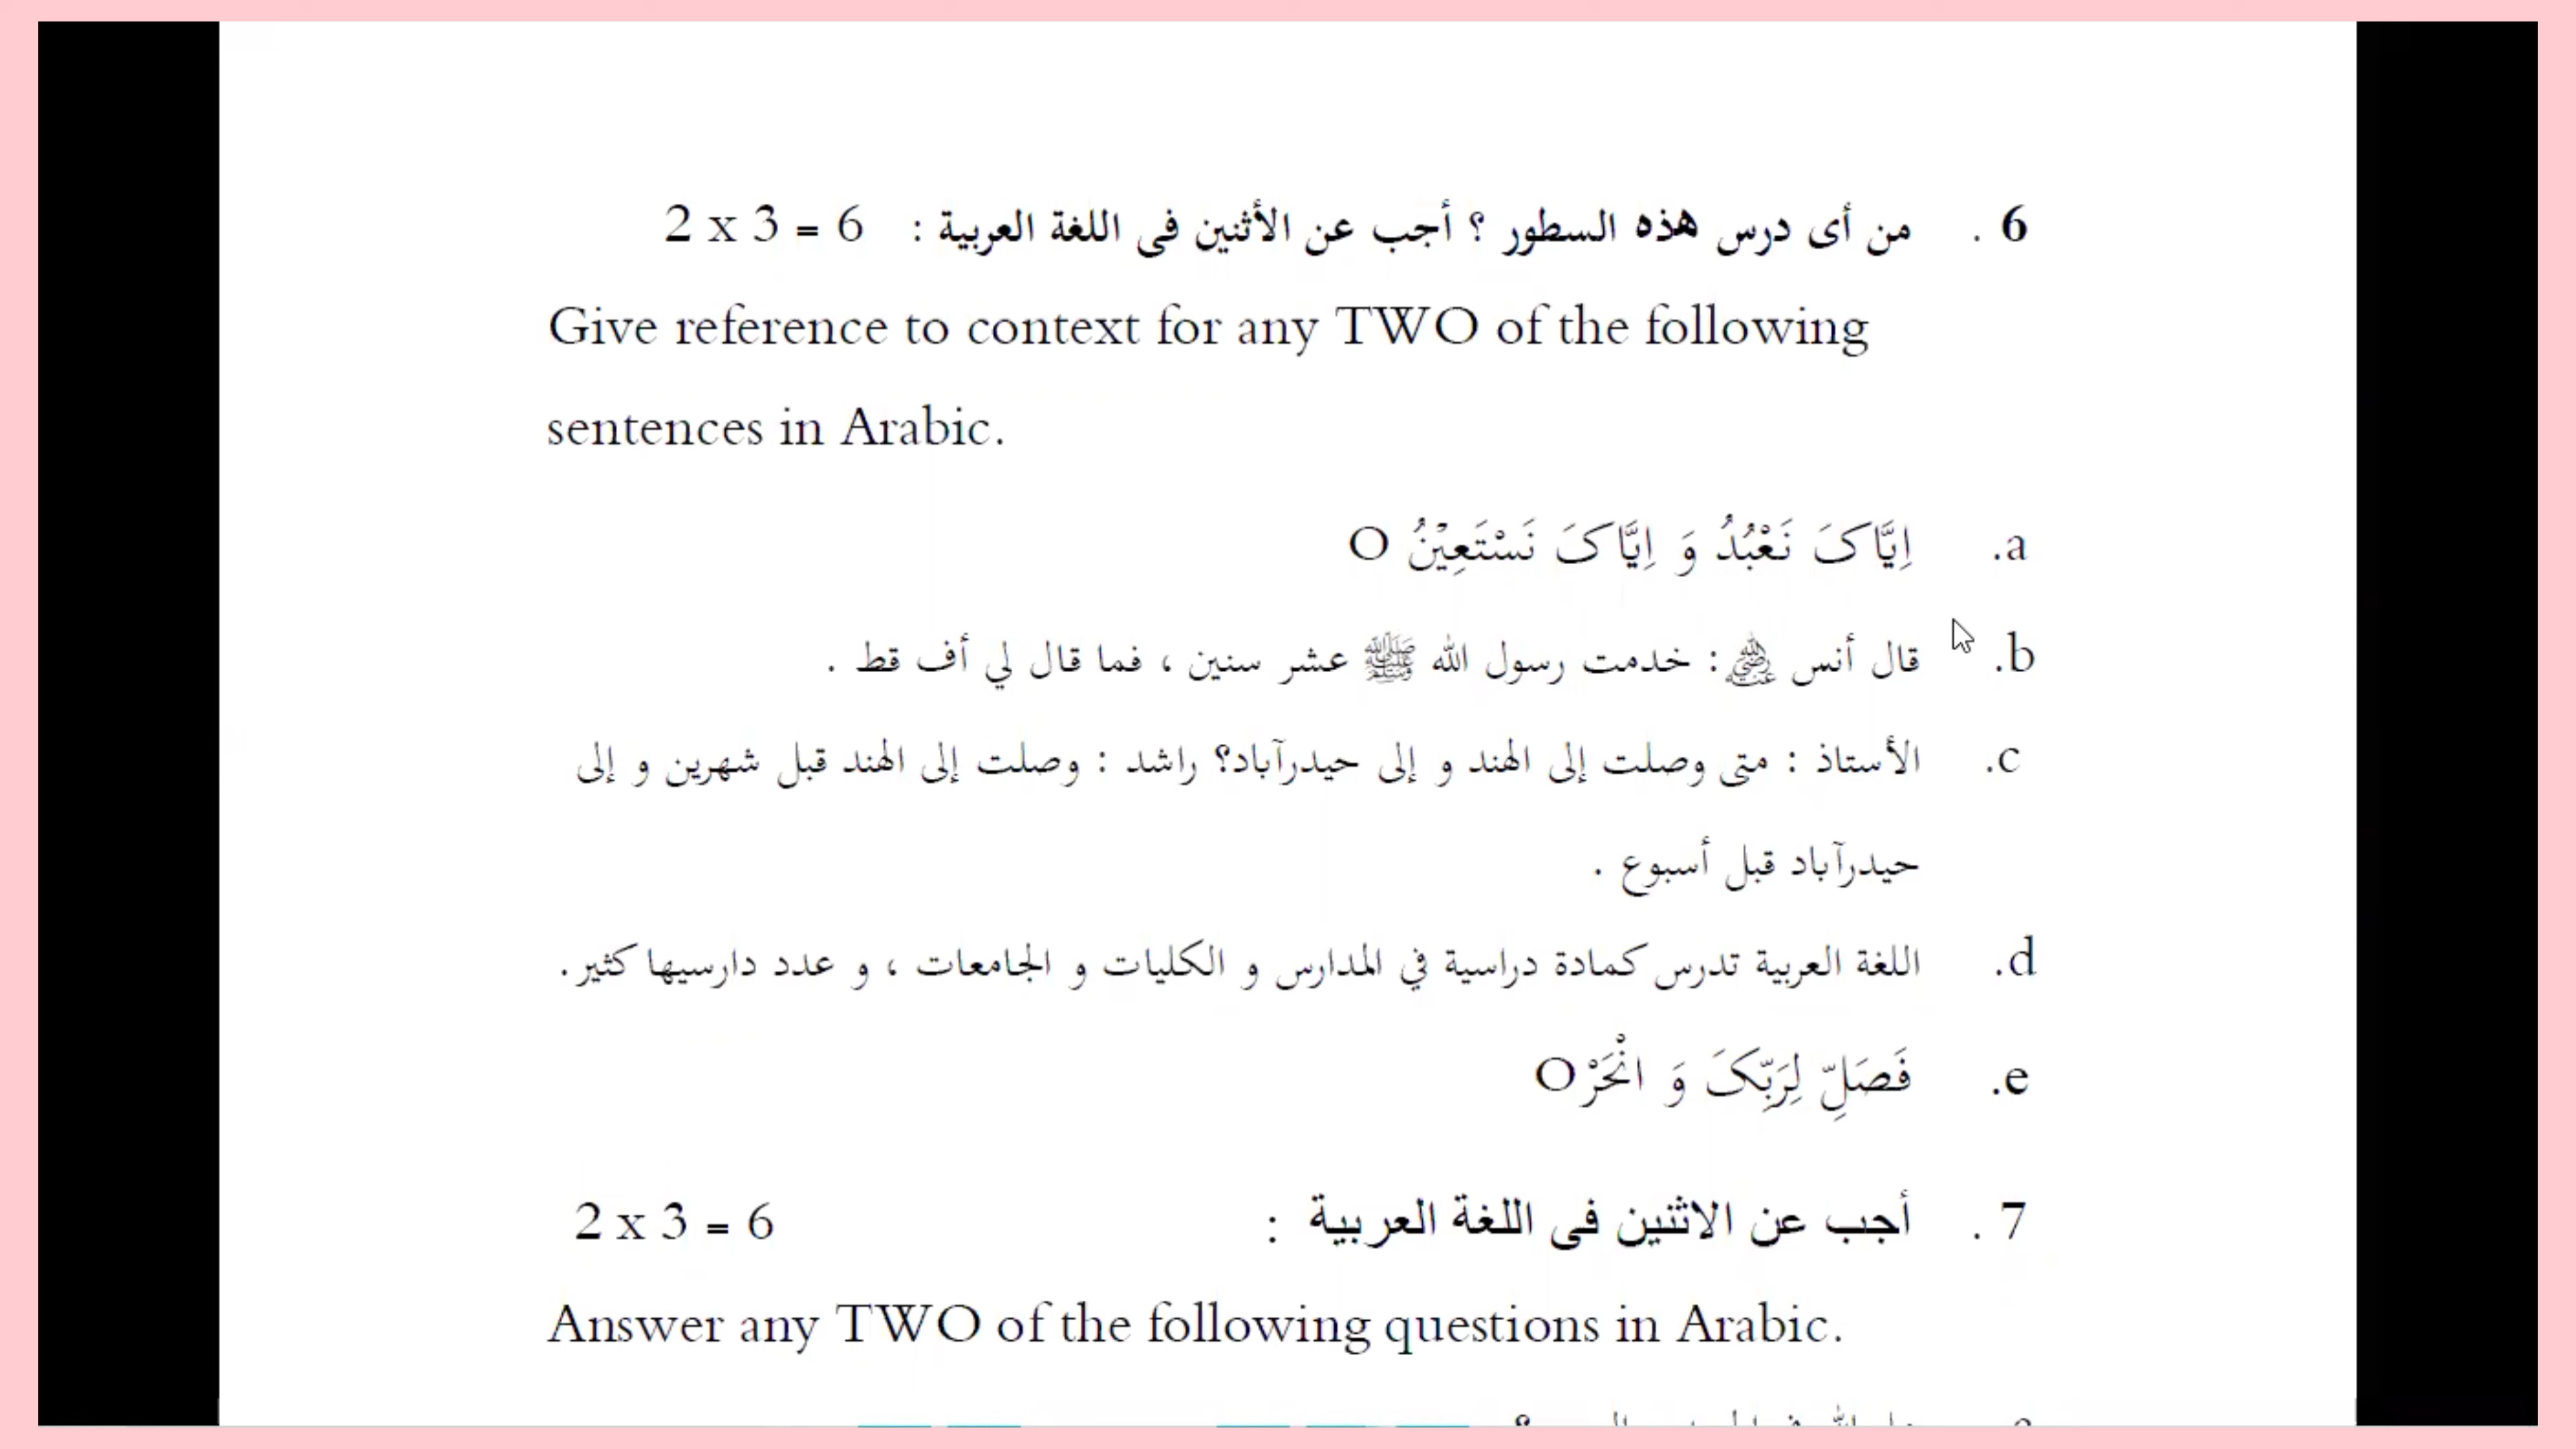 6 . من أى درس هذه السطور ؟ أجب عن الأثنين فى اللغة العربية : 2 x 3 = 6
Give reference to context for any TWO of the following
sentences in Arabic.
a. اِیَّاکَ نَعْبُدُ وَ اِیَّاکَ نَسْتَعِیْنُ O
b. قال أنس رضي الله عنه : خدمت رسول الله ﷺ عشر سنين ، فما قال لي أف قط .
c. الأستاذ : متى وصلت إلى الهند و إلى حيدرآباد؟ راشد : وصلت إلى الهند قبل شهرين و إلى
حيدرآباد قبل أسبوع .
d. اللغة العربية تدرس كمادة دراسية في المدارس و الكليات و الجامعات ، و عدد دارسيها كثير.
e. فَصَلِّ لِرَبِّکَ وَ انْحَرْ O
7 . أجب عن الاثنين فى اللغة العربية : 2 x 3 = 6
Answer any TWO of the following questions in Arabic.